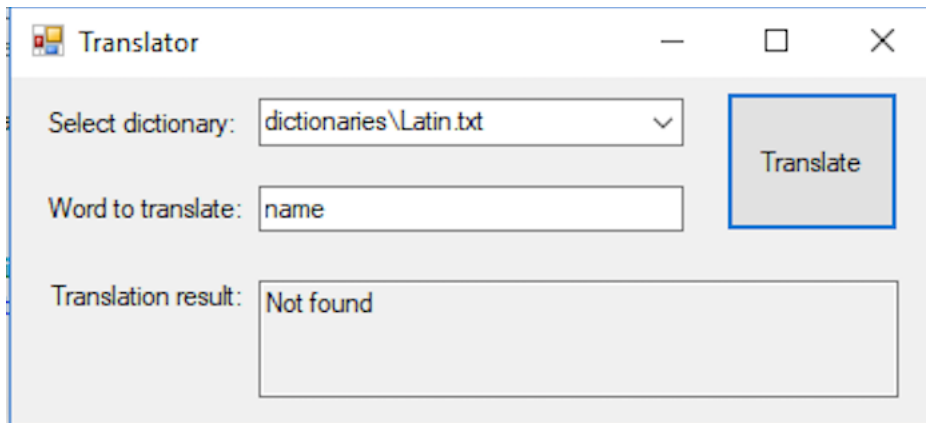 Translator
Select dictionary: dictionaries\Latin.txt
Translate
Word to translate: name
Translation result: Not found